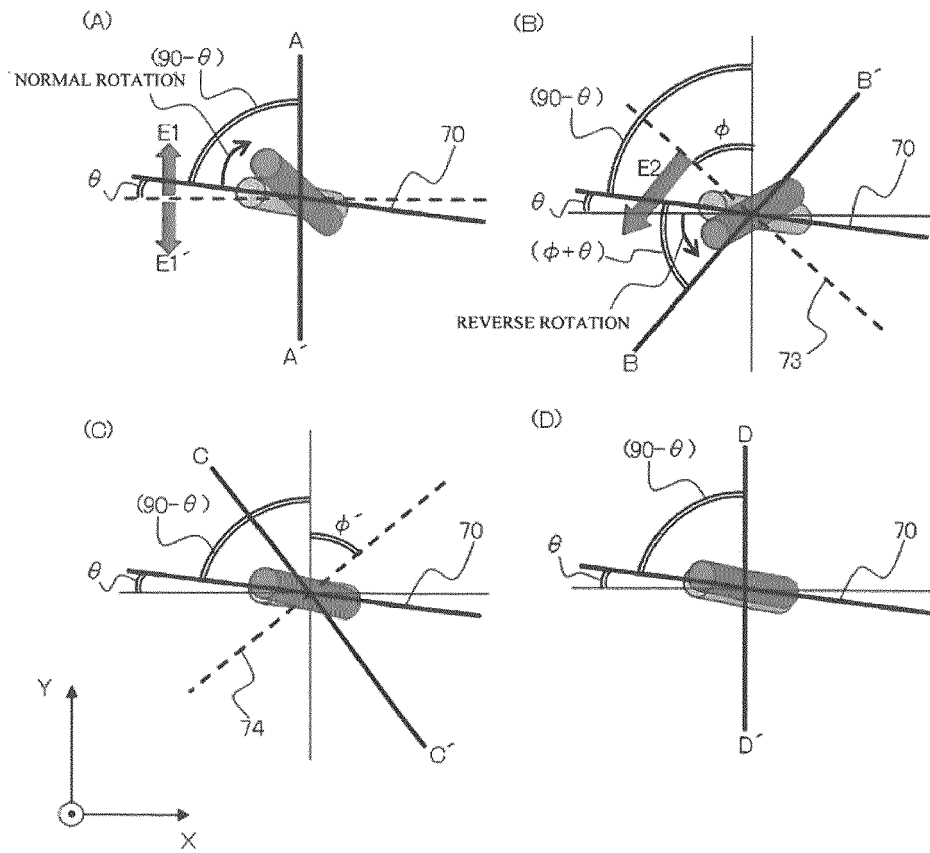 (A)
A
(90-θ)
NORMAL ROTATION
E1
70
θ
E1´
A´
(B)
B´
(90-θ)
φ
70
E2
θ
(φ+θ)
REVERSE ROTATION
B
73
(C)
C
(90-θ)
φ´
70
θ
74
C´
(D)
D
(90-θ)
70
θ
D´
Y
X